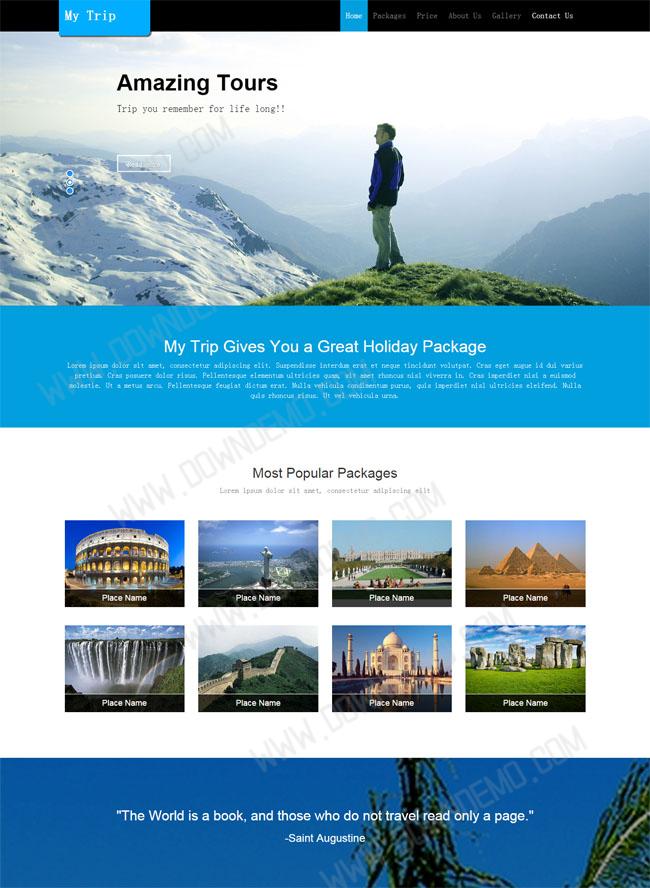 My Trip
Home Packages Price About Us Gallery Contact Us
Amazing Tours
Trip you remember for life long!!
My Trip Gives You a Great Holiday Package
Lorem ipsum dolor sit amet, consectetur adipiscing elit. Suspendisse interdum erat et neque tincidunt volutpat. Cras eget augue id dui varius
pretium. Cras posuere dolor risus. Pellentesque elementum ultricies quam, sit amet rhoncus nisl viverra in. Cras imperdiet nisi a euismod
molestie. Ut a metus arcu. Pellentesque feugiat dictum erat. Nulla vehicula condimentum purus, quis imperdiet nisl ultricies eleifend. Nulla
quis rhoncus risus. Ut vel vehicula urna.
Most Popular Packages
Lorem ipsum dolor sit amet, consectetur adipiscing elit
Place Name Place Name Place Name Place Name
Place Name Place Name Place Name Place Name
"The World is a book, and those who do not travel read only a page."
-Saint Augustine
WWW.DOWNDEMO.COM